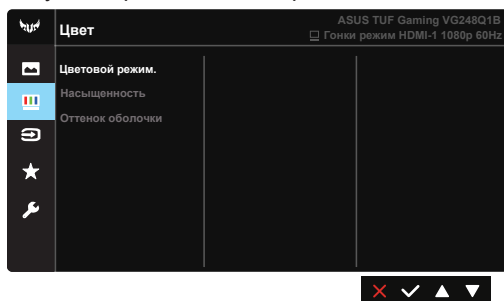 Цвет
ASUS TUF Gaming VG248Q1B
Гонки режим HDMI-1 1080p 60Hz
Цветовой режим.
Насыщенность
Оттенок оболочки